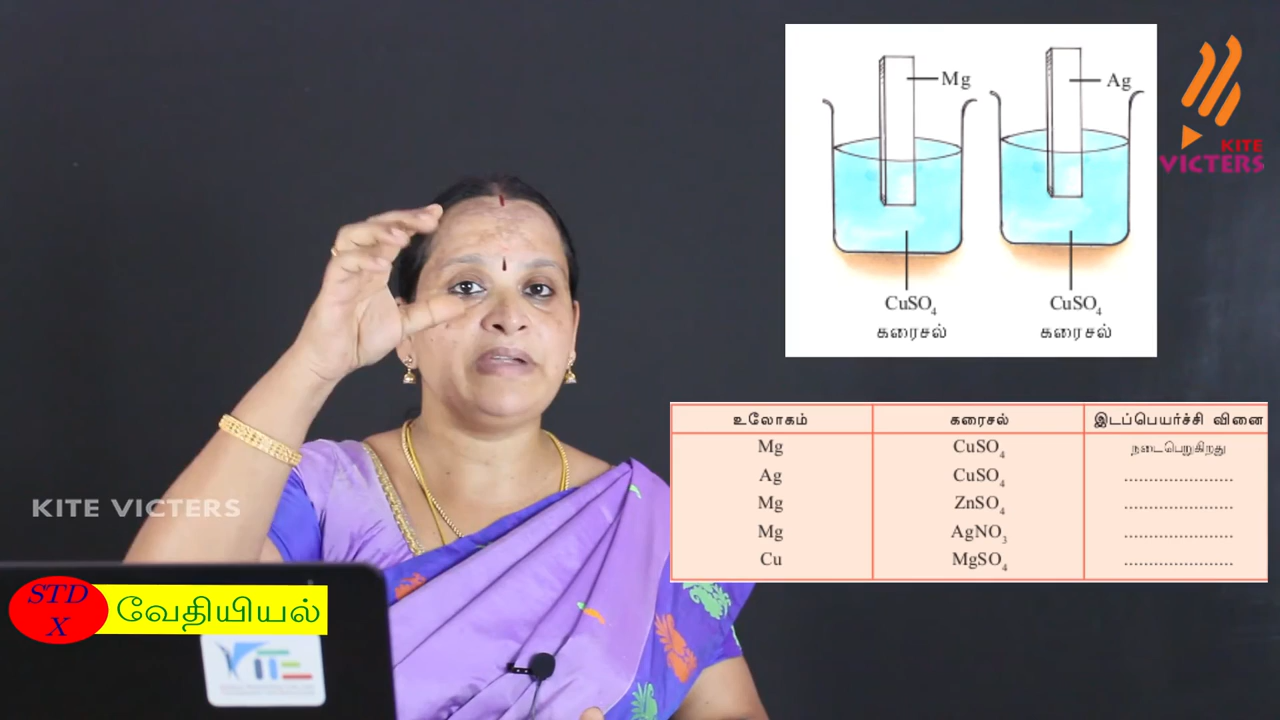 Mg
Ag
CuSO4
CuSO4
கரைசல்
கரைசல்
KITE
VICTERS
உலோகம் கரைசல் இடப்பெயர்ச்சி வினை
Mg CuSO4 நடைபெறுகிறது
Ag CuSO4 ......................
Mg ZnSO4 ......................
Mg AgNO3 ......................
Cu MgSO4 ......................
KITE VICTERS
STD
X
வேதியியல்